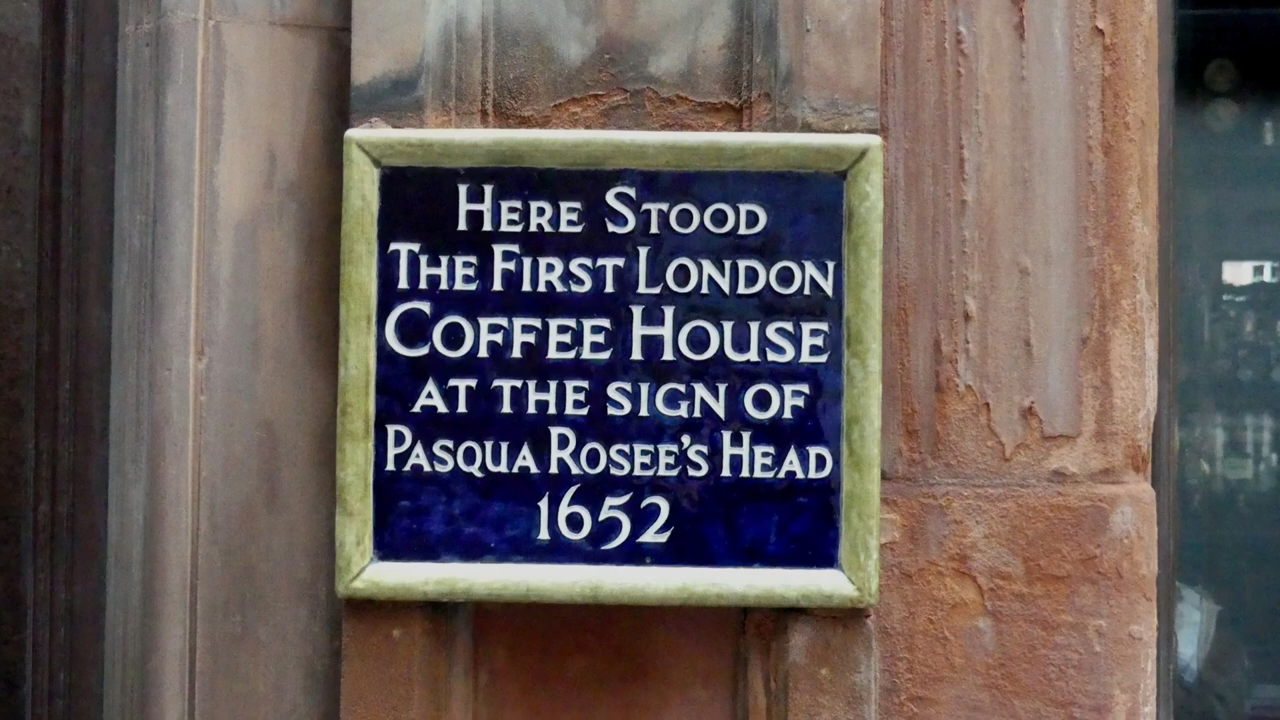 HERE STOOD
THE FIRST LONDON
COFFEE HOUSE
AT THE SIGN OF
PASQUA ROSEE'S HEAD
1652